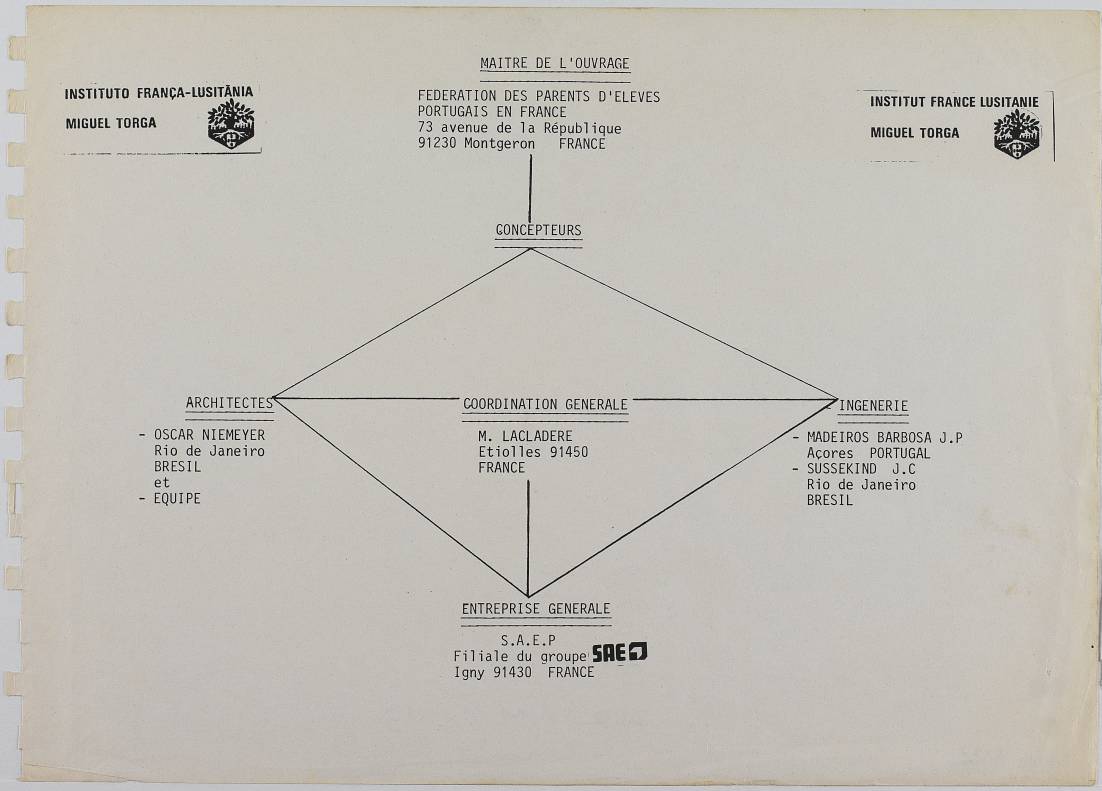 MAITRE DE L'OUVRAGE
INSTITUTO FRANÇA-LUSITÂNIA
MIGUEL TORGA
FEDERATION DES PARENTS D'ELEVES
PORTUGAIS EN FRANCE
73 avenue de la République
91230 Montgeron FRANCE
INSTITUT FRANCE LUSITANIE
MIGUEL TORGA
CONCEPTEURS
ARCHITECTES
- OSCAR NIEMEYER
Rio de Janeiro
BRESIL
et
- EQUIPE
COORDINATION GENERALE
M. LACLADERE
Etiolles 91450
FRANCE
INGENERIE
- MADEIROS BARBOSA J.P
Açores PORTUGAL
- SUSSEKIND J.C
Rio de Janeiro
BRESIL
ENTREPRISE GENERALE
S.A.E.P
Filiale du groupe SAE
Igny 91430 FRANCE